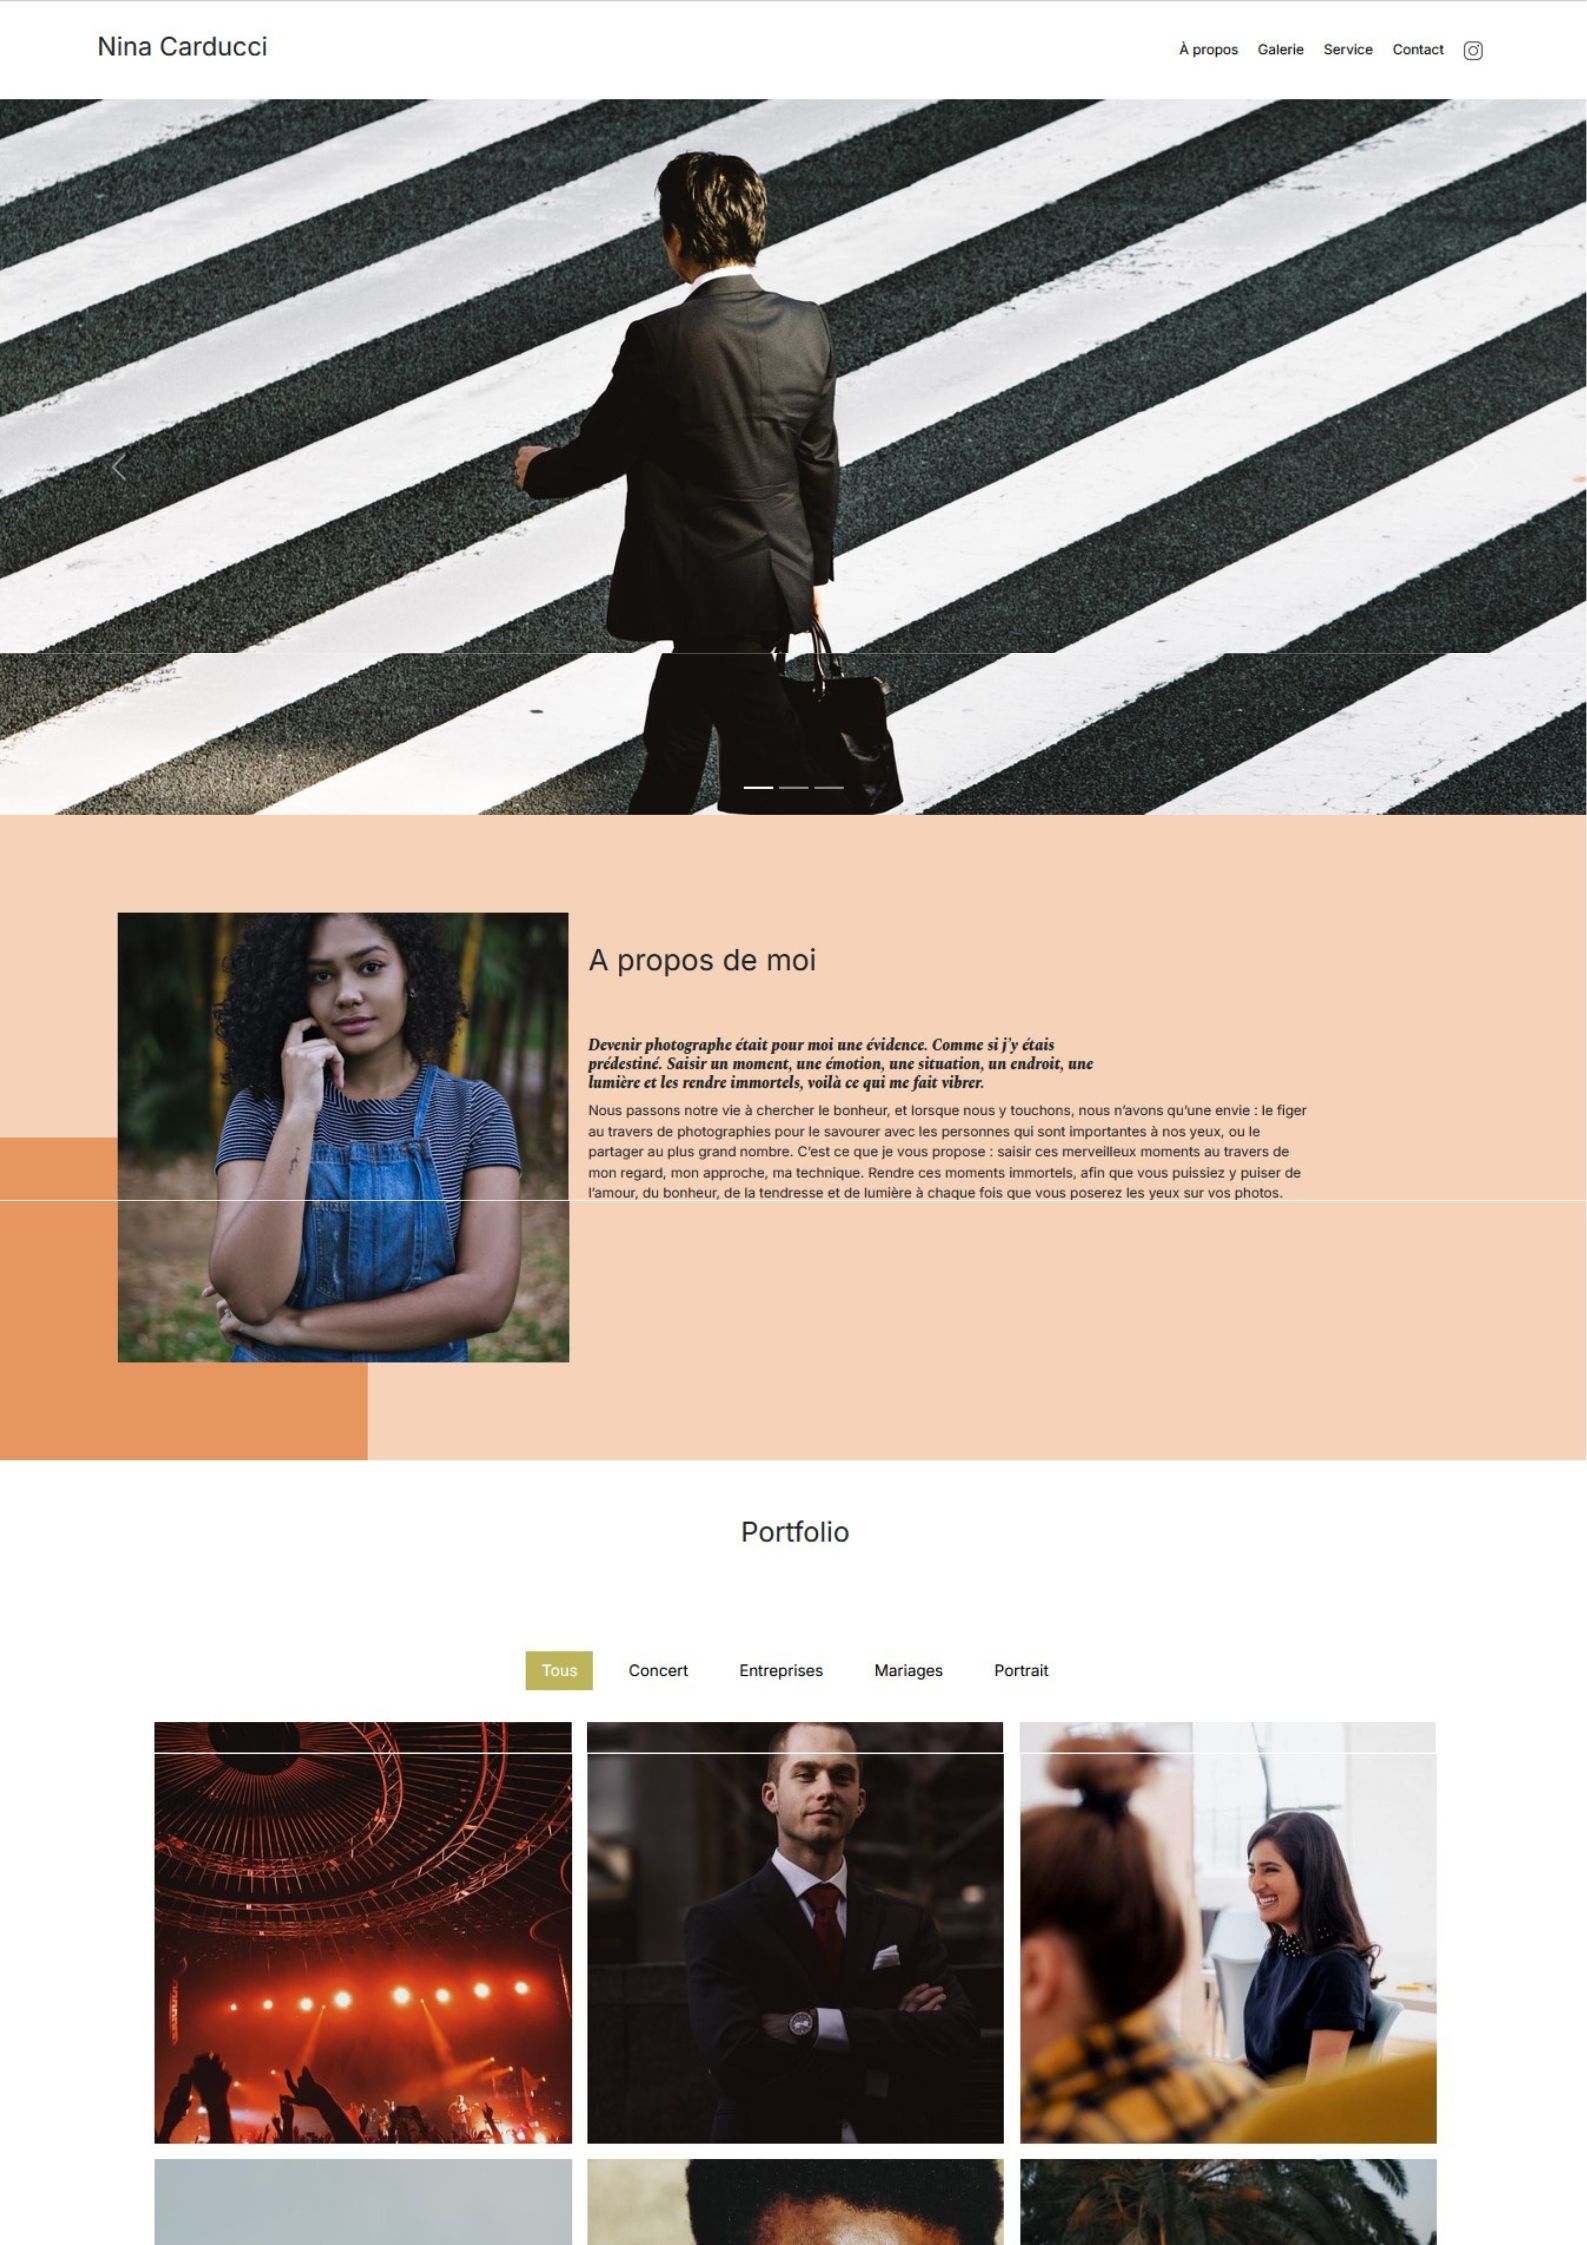 Nina Carducci
À propos Galerie Service Contact
A propos de moi
Devenir photographe était pour moi une évidence. Comme si j'y étais
prédestiné. Saisir un moment, une émotion, une situation, un endroit, une
lumière et les rendre immortels, voilà ce qui me fait vibrer.
Nous passons notre vie à chercher le bonheur, et lorsque nous y touchons, nous n’avons qu’une envie : le figer
au travers de photographies pour le savourer avec les personnes qui sont importantes à nos yeux, ou le
partager au plus grand nombre. C’est ce que je vous propose : saisir ces merveilleux moments au travers de
mon regard, mon approche, ma technique. Rendre ces moments immortels, afin que vous puissiez y puiser de
l’amour, du bonheur, de la tendresse et de lumière à chaque fois que vous poserez les yeux sur vos photos.
Portfolio
Tous Concert Entreprises Mariages Portrait